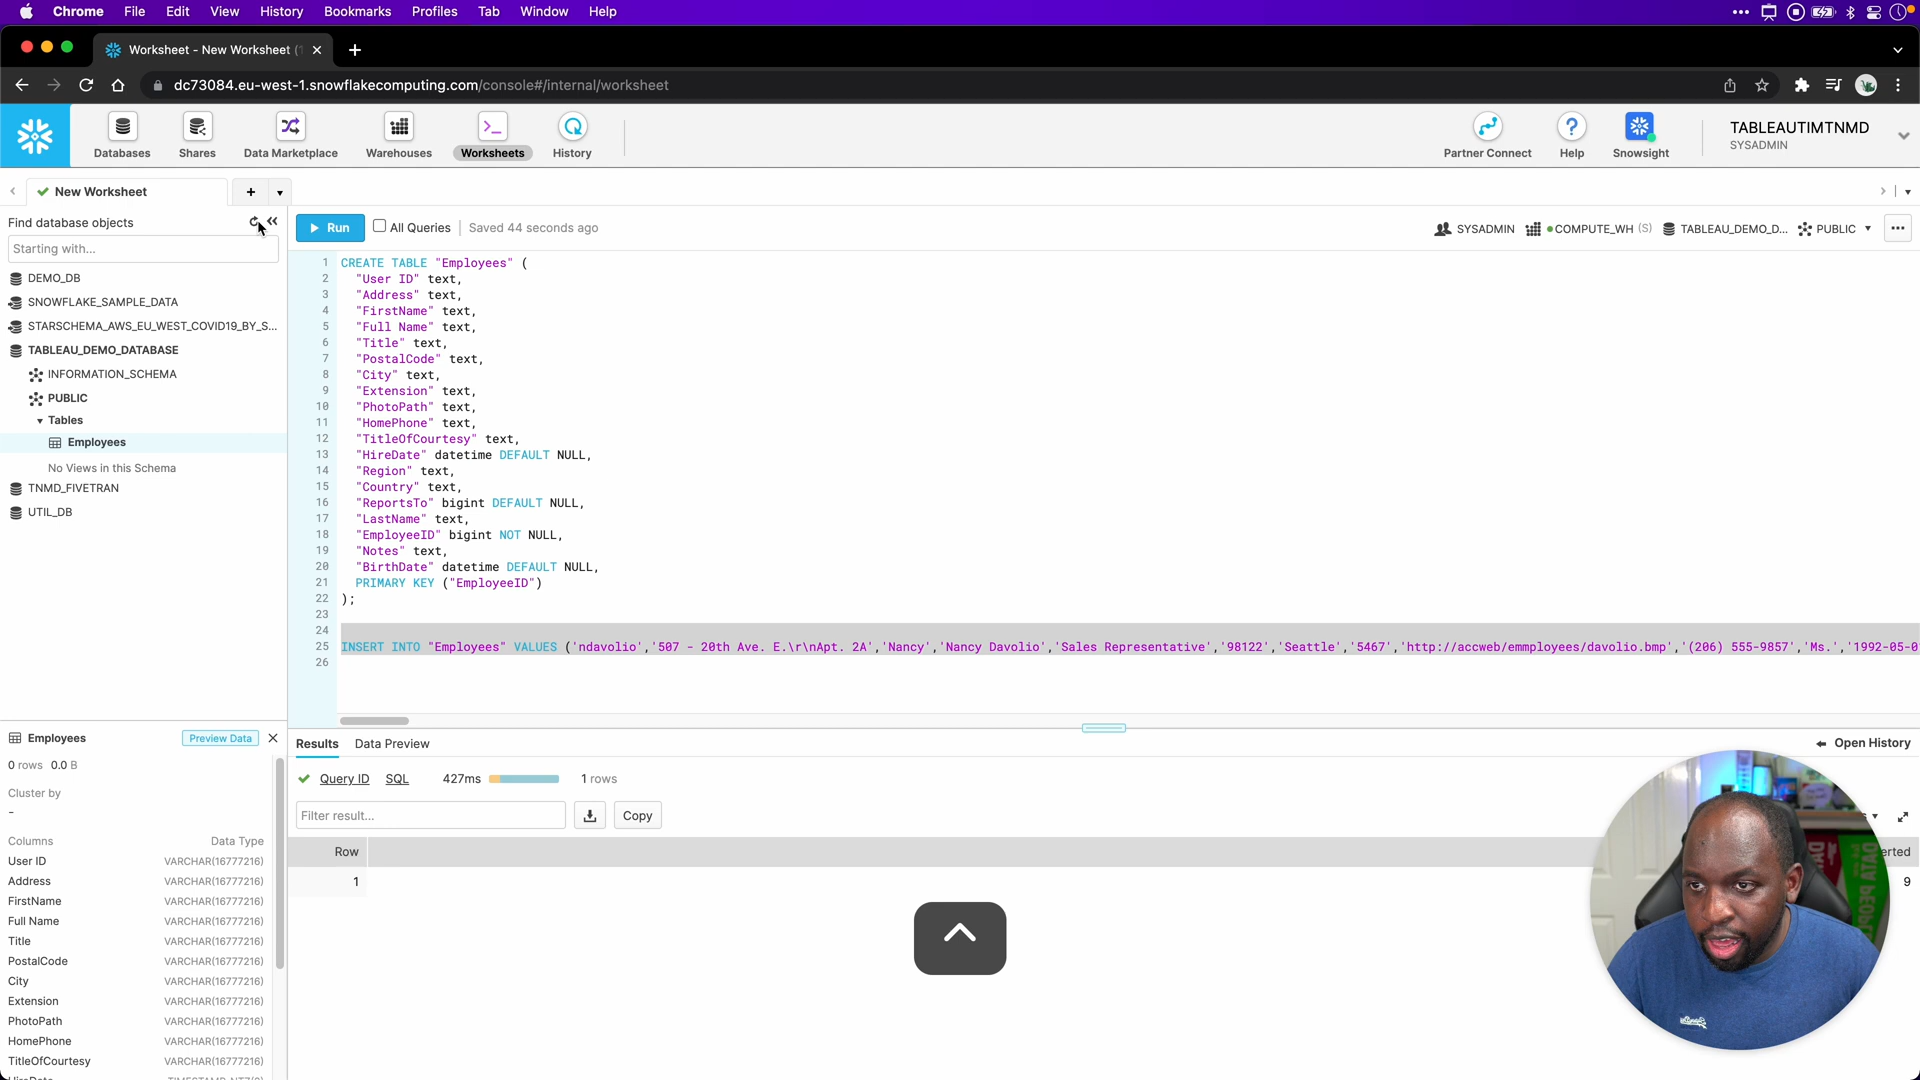 Chrome File Edit View History Bookmarks Profiles Tab Window Help
Worksheet - New Worksheet (
dc73084.eu-west-1.snowflakecomputing.com/console#/internal/worksheet
Databases Shares Data Marketplace Warehouses Worksheets History Partner Connect Help Snowsight
TABLEAUTIMTNMD
SYSADMIN
New Worksheet
Find database objects
Starting with...
DEMO_DB
SNOWFLAKE_SAMPLE_DATA
STARSCHEMA_AWS_EU_WEST_COVID19_BY_S...
TABLEAU_DEMO_DATABASE
INFORMATION_SCHEMA
PUBLIC
Tables
Employees
No Views in this Schema
TNMD_FIVETRAN
UTIL_DB
Run All Queries Saved 44 seconds ago
SYSADMIN COMPUTE_WH (S) TABLEAU_DEMO_D... PUBLIC
1 CREATE TABLE "Employees" (
2 "User ID" text,
3 "Address" text,
4 "FirstName" text,
5 "Full Name" text,
6 "Title" text,
7 "PostalCode" text,
8 "City" text,
9 "Extension" text,
10 "PhotoPath" text,
11 "HomePhone" text,
12 "TitleOfCourtesy" text,
13 "HireDate" datetime DEFAULT NULL,
14 "Region" text,
15 "Country" text,
16 "ReportsTo" bigint DEFAULT NULL,
17 "LastName" text,
18 "EmployeeID" bigint NOT NULL,
19 "Notes" text,
20 "BirthDate" datetime DEFAULT NULL,
21 PRIMARY KEY ("EmployeeID")
22 );
23
24
25 INSERT INTO "Employees" VALUES ('ndavolio','507 - 20th Ave. E.\r\nApt. 2A','Nancy','Nancy Davolio','Sales Representative','98122','Seattle','5467','http://accweb/emmployees/davolio.bmp','(206) 555-9857','Ms.','1992-05-0
26
Employees Preview Data
0 rows 0.0 B
Cluster by
-
Columns Data Type
User ID VARCHAR(16777216)
Address VARCHAR(16777216)
FirstName VARCHAR(16777216)
Full Name VARCHAR(16777216)
Title VARCHAR(16777216)
PostalCode VARCHAR(16777216)
City VARCHAR(16777216)
Extension VARCHAR(16777216)
PhotoPath VARCHAR(16777216)
HomePhone VARCHAR(16777216)
TitleOfCourtesy VARCHAR(16777216)
Results Data Preview Open History
Query ID SQL 427ms 1 rows
Filter result... Copy
Row erted
1 9